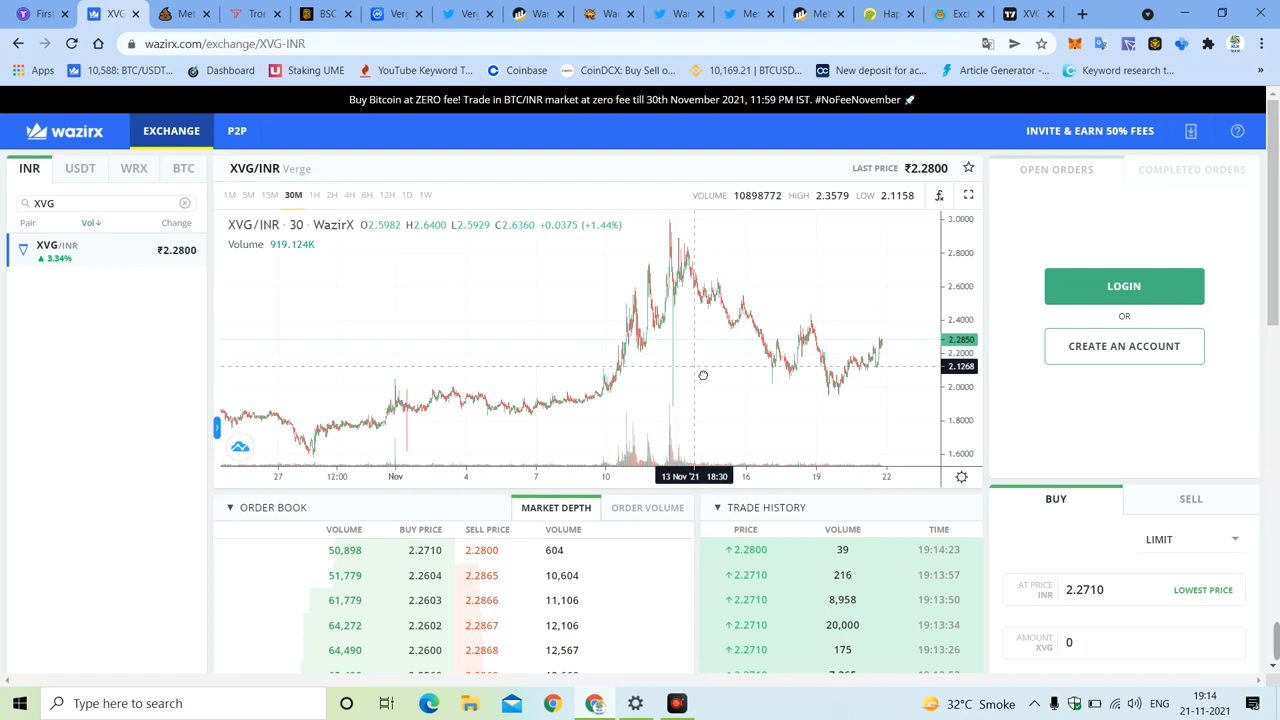 wazirx.com/exchange/XVG-INR
Apps 10,588: BTC/USDT... Dashboard Staking UME YouTube Keyword T... Coinbase CoinDCX: Buy Sell o... 10,169.21 | BTCUSD... New deposit for ac... Article Generator -... Keyword research t... »
Buy Bitcoin at ZERO fee! Trade in BTC/INR market at zero fee till 30th November 2021, 11:59 PM IST. #NoFeeNovember 🚀
wazirx EXCHANGE P2P INVITE & EARN 50% FEES
INR USDT WRX BTC
XVG
Pair Vol↓ Change
XVG/INR ₹2.2800
▲ 3.34%
XVG/INR Verge LAST PRICE ₹2.2800
1M 5M 15M 30M 1H 2H 4H 6H 12H 1D 1W VOLUME 10898772 HIGH 2.3579 LOW 2.1158
XVG/INR · 30 · WazirX O2.5982 H2.6400 L2.5929 C2.6360 +0.0375 (+1.44%)
Volume 919.124K
3.0000
2.8000
2.6000
2.4000
2.2850
2.2000
2.1268
2.0000
1.8000
1.6000
27 12:00 Nov 4 7 10 13 Nov '21 18:30 16 19 22
OPEN ORDERS COMPLETED ORDERS
LOGIN
OR
CREATE AN ACCOUNT
▼ ORDER BOOK MARKET DEPTH ORDER VOLUME
VOLUME BUY PRICE SELL PRICE VOLUME
50,898 2.2710 2.2800 604
51,779 2.2604 2.2865 10,604
61,779 2.2603 2.2866 11,106
64,272 2.2602 2.2867 12,106
64,490 2.2600 2.2868 12,567
▼ TRADE HISTORY
PRICE VOLUME TIME
↑ 2.2800 39 19:14:23
↑ 2.2710 216 19:13:57
↑ 2.2710 8,958 19:13:50
↑ 2.2710 20,000 19:13:34
↑ 2.2710 175 19:13:26
BUY SELL
LIMIT
AT PRICE
INR 2.2710 LOWEST PRICE
AMOUNT
XVG 0
Type here to search 32°C Smoke ENG 19:14
21-11-2021